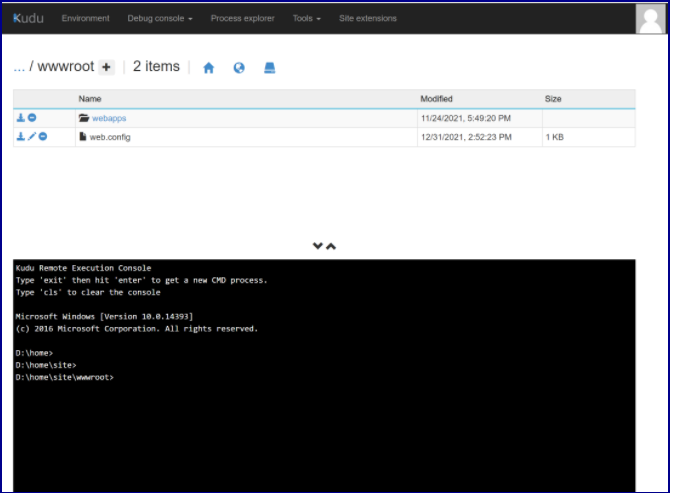 Kudu Environment Debug console Process explorer Tools Site extensions
... / wwwroot + 2 items
Name Modified Size
webapps 11/24/2021, 5:49:20 PM
web.config 12/31/2021, 2:52:23 PM 1 KB
Kudu Remote Execution Console
Type 'exit' then hit 'enter' to get a new CMD process.
Type 'cls' to clear the console
Microsoft Windows [Version 10.0.14393]
(c) 2016 Microsoft Corporation. All rights reserved.
D:\home>
D:\home\site>
D:\home\site\wwwroot>